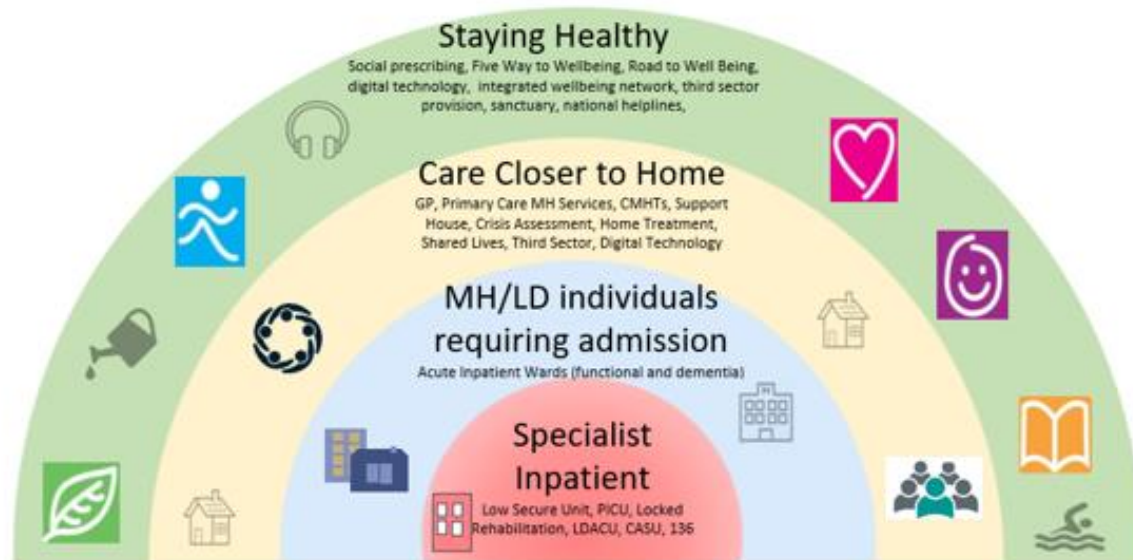 Staying Healthy
Social prescribing, Five Way to Wellbeing, Road to Well Being,
digital technology, integrated wellbeing network, third sector
provision, sanctuary, national helplines,
Care Closer to Home
GP, Primary Care MH Services, CMHTs, Support
House, Crisis Assessment, Home Treatment,
Shared Lives, Third Sector, Digital Technology
MH/LD individuals
requiring admission
Acute Inpatient Wards (functional and dementia)
H
Specialist
Inpatient
Low Secure Unit, PICU, Locked
Rehabilitation, LDACU, CASU, 136